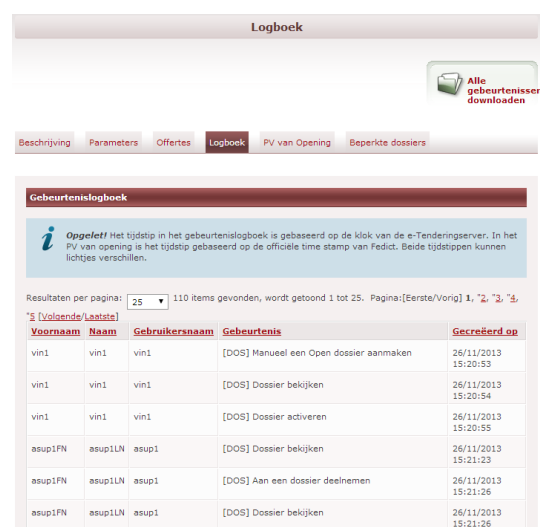 Logboek
Alle
gebeurtenissen
downloaden
Beschrijving Parameters Offertes Logboek PV van Opening Beperkte dossiers
Gebeurtenislogboek
i Opgelet! Het tijdstip in het gebeurtenislogboek is gebaseerd op de klok van de e-Tenderingserver. In het
PV van opening is het tijdstip gebaseerd op de officiële time stamp van Fedict. Beide tijdstippen kunnen
lichtjes verschillen.
Resultaten per pagina: 25 110 items gevonden, wordt getoond 1 tot 25. Pagina:[Eerste/Vorig] 1, "2, "3, "4,
"5 [Volgende/Laatste]
Voornaam Naam Gebruikersnaam Gebeurtenis Gecreëerd op
vin1 vin1 vin1 [DOS] Manueel een Open dossier aanmaken 26/11/2013
15:20:53
vin1 vin1 vin1 [DOS] Dossier bekijken 26/11/2013
15:20:54
vin1 vin1 vin1 [DOS] Dossier activeren 26/11/2013
15:20:55
asup1FN asup1LN asup1 [DOS] Dossier bekijken 26/11/2013
15:21:23
asup1FN asup1LN asup1 [DOS] Aan een dossier deelnemen 26/11/2013
15:21:26
asup1FN asup1LN asup1 [DOS] Dossier bekijken 26/11/2013
15:21:26